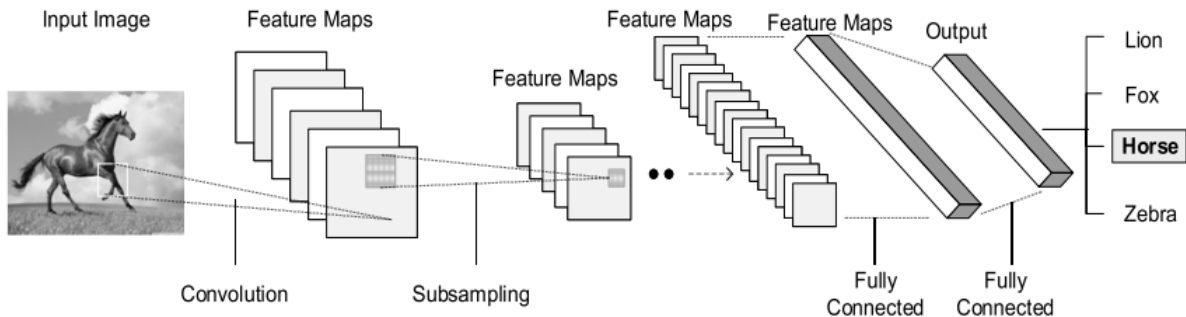 Input Image
Feature Maps
Feature Maps
Feature Maps
Feature Maps
Output
Lion
Fox
Horse
Zebra
Convolution
Subsampling
Fully
Connected
Fully
Connected